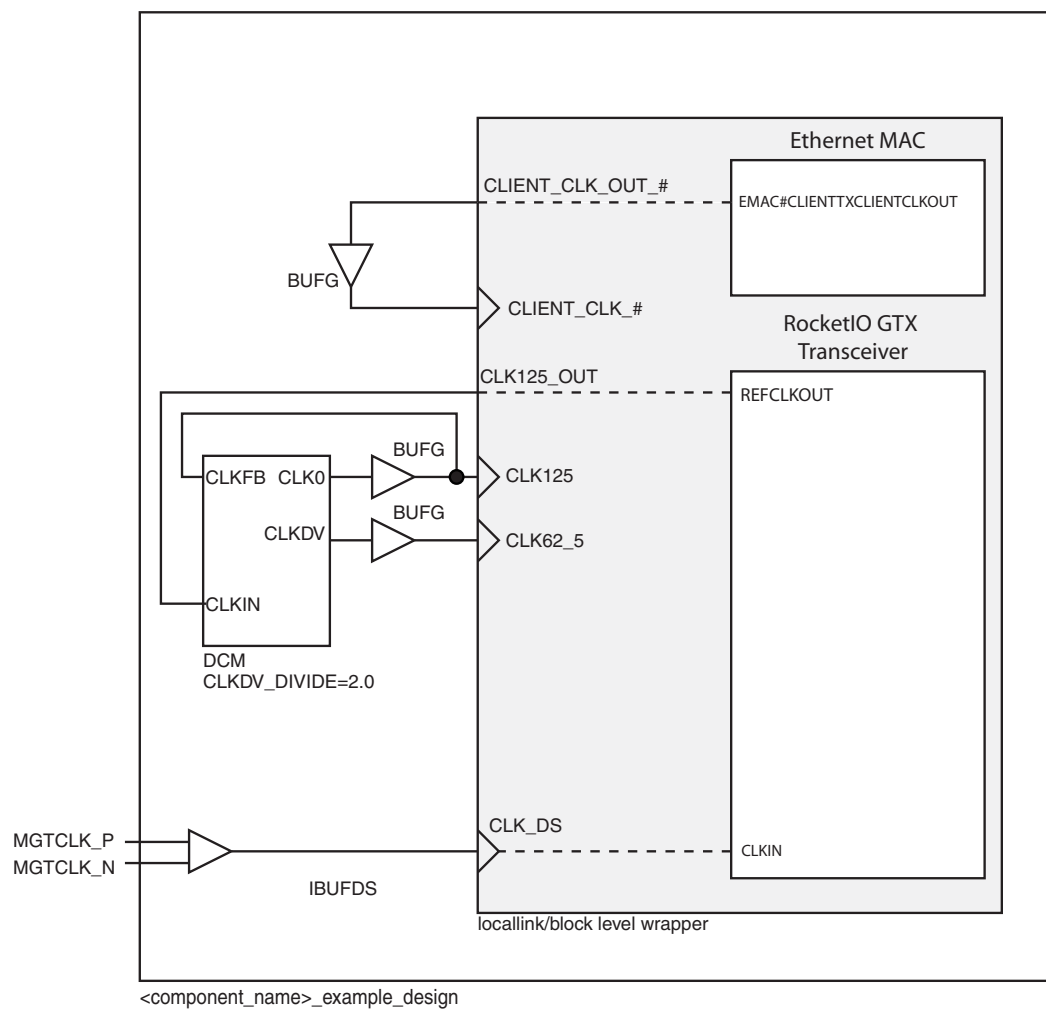 Ethernet MAC
CLIENT_CLK_OUT_#
EMAC#CLIENTTXCLIENTCLKOUT
BUFG
CLIENT_CLK_#
RocketIO GTX
Transceiver
CLK125_OUT
REFCLKOUT
BUFG
CLKFB CLK0
CLK125
BUFG
CLKDV
CLK62_5
CLKIN
DCM
CLKDV_DIVIDE=2.0
CLK_DS
MGTCLK_P
CLKIN
MGTCLK_N
IBUFDS
locallink/block level wrapper
<component_name>_example_design